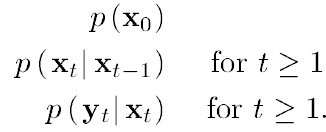 p (x₀)
p ( xₜ| xₜ₋₁) for t ≥ 1
p ( yₜ| xₜ) for t ≥ 1.